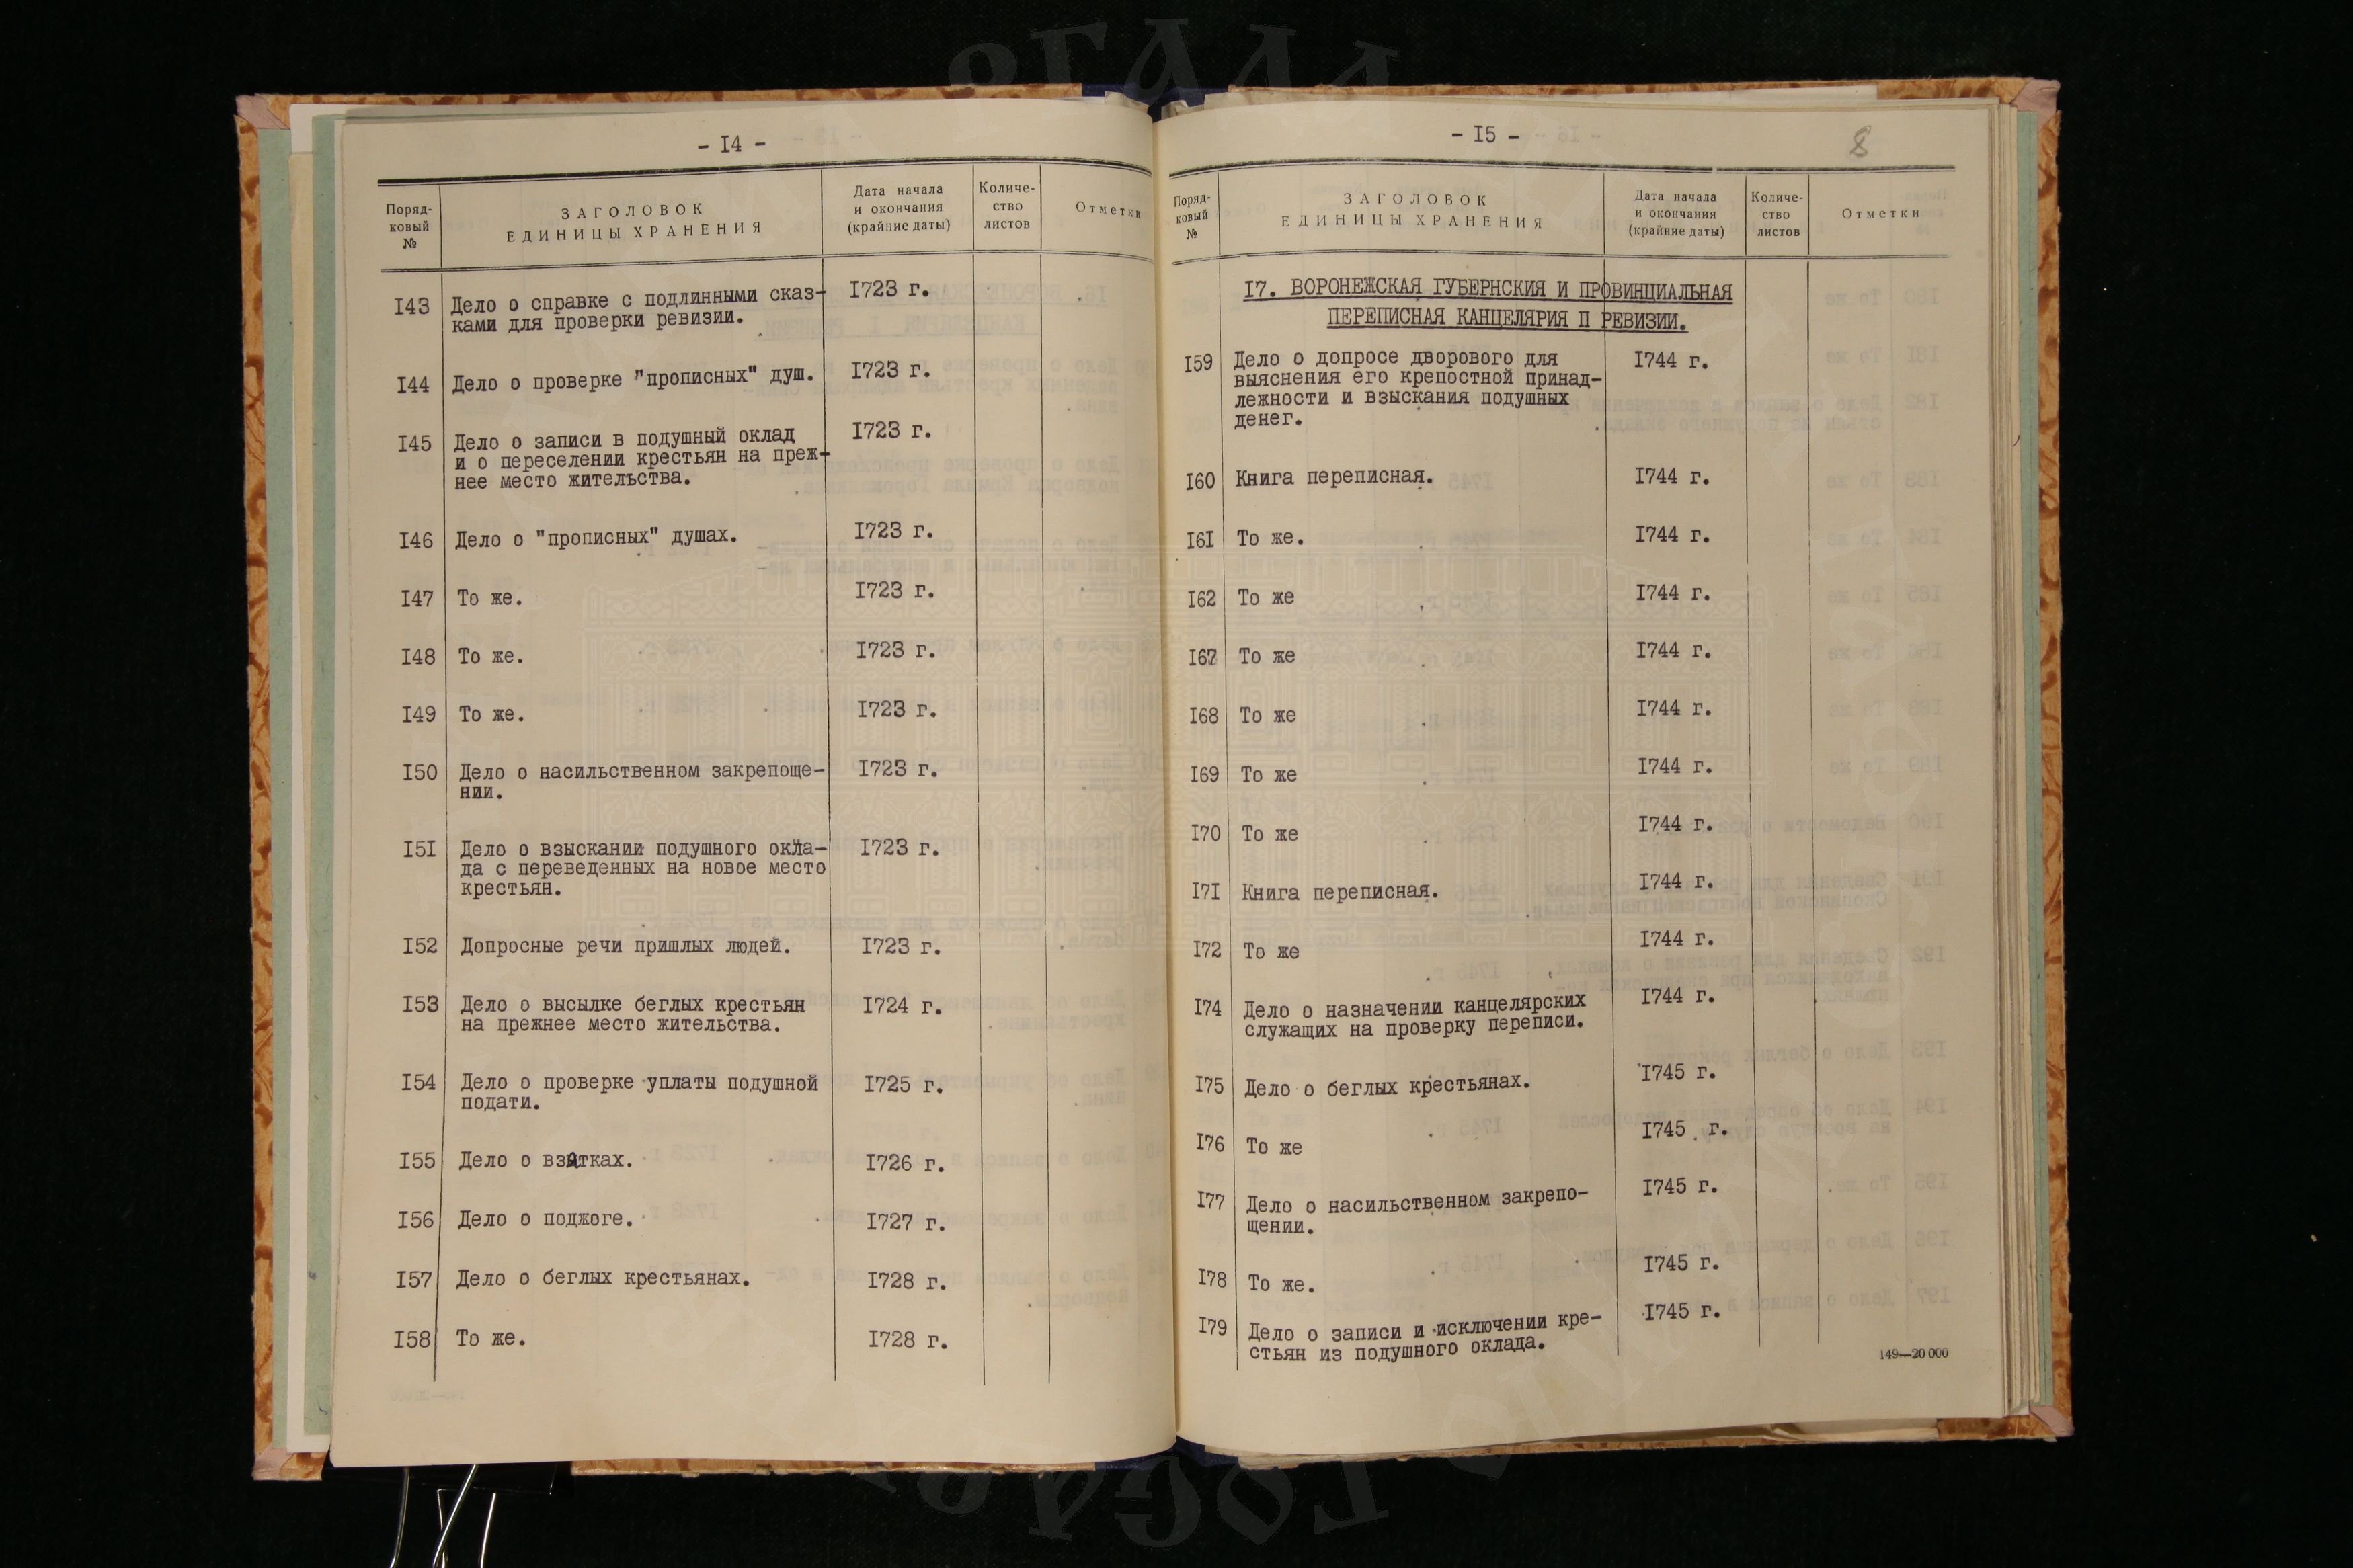 - I4 -
Поряд-
ковый
№
ЗАГОЛОВОК
ЕДИНИЦЫ ХРАНЕНИЯ
Дата начала
и окончания
(крайние даты)
Количе-
ство
листов
Отметки
I43 Дело о справке с подлинными сказ- I723 г.
ками для проверки ревизии.
I44 Дело о проверке "прописных" душ. I723 г.
I45 Дело о записи в подушный оклад I723 г.
и о переселении крестьян на преж-
нее место жительства.
I46 Дело о "прописных" душах. I723 г.
I47 То же. I723 г.
I48 То же. I723 г.
I49 То же. I723 г.
I50 Дело о насильственном закрепоще- I723 г.
нии.
I5I Дело о взыскании подушного окла- I723 г.
да с переведенных на новое место
крестьян.
I52 Допросные речи пришлых людей. I723 г.
I53 Дело о высылке беглых крестьян I724 г.
на прежнее место жительства.
I54 Дело о проверке уплаты подушной I725 г.
подати.
I55 Дело о взятках. I726 г.
I56 Дело о поджоге. I727 г.
I57 Дело о беглых крестьянах. I728 г.
I58 То же. I728 г.
- I5 -
8
Поряд-
ковый
№
ЗАГОЛОВОК
ЕДИНИЦЫ ХРАНЕНИЯ
Дата начала
и окончания
(крайние даты)
Количе-
ство
листов
Отметки
I7. ВОРОНЕЖСКАЯ ГУБЕРНСКИЯ И ПРОВИНЦИАЛЬНАЯ
ПЕРЕПИСНАЯ КАНЦЕЛЯРИЯ П РЕВИЗИИ.
I59 Дело о допросе дворового для I744 г.
выяснения его крепостной принад-
лежности и взыскания подушных
денег.
I60 Книга переписная. I744 г.
I6I То же. I744 г.
I62 То же I744 г.
I67 То же I744 г.
I68 То же I744 г.
I69 То же I744 г.
I70 То же I744 г.
I7I Книга переписная. I744 г.
I72 То же I744 г.
I74 Дело о назначении канцелярских I744 г.
служащих на проверку переписи.
I75 Дело о беглых крестьянах. I745 г.
I76 То же I745 г.
I77 Дело о насильственном закрепо- I745 г.
щении.
I78 То же. I745 г.
I79 Дело о записи и исключении кре- I745 г.
стьян из подушного оклада.
149—20 000